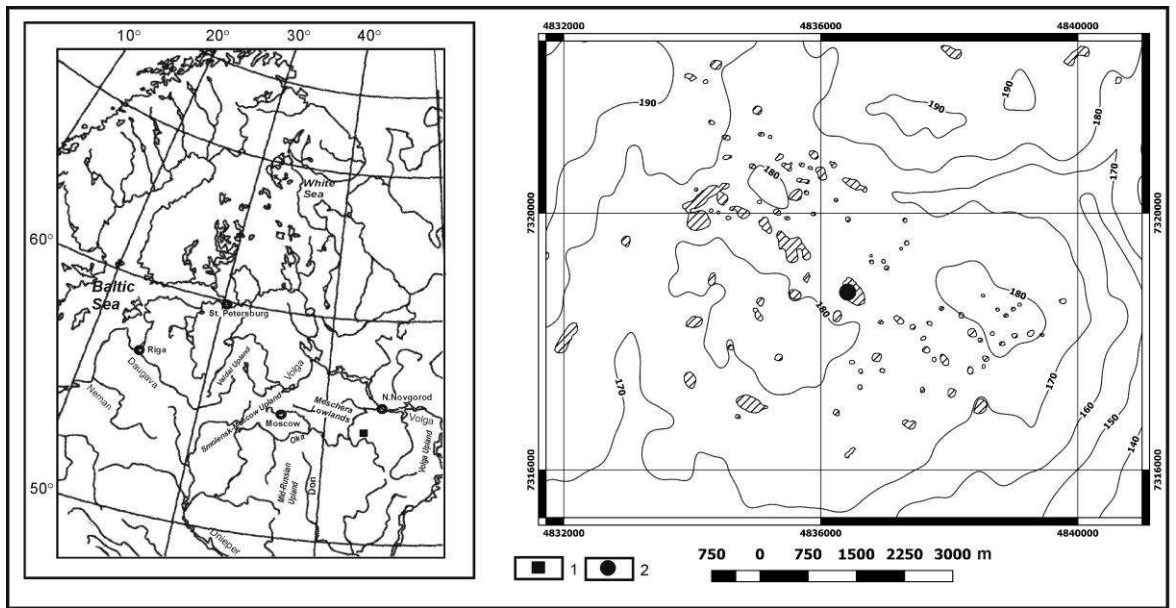 10° 20° 30° 40°
White
Sea
60°
Baltic
Sea
St. Petersburg
Riga
Daugava
Valdai Upland
Volga
Neman
N.Novgorod
Meschera
Lowlands
Smolensk-Moscow Upland
Moscow
Volga
Oka
Volga Upland
Mid-Russian
Upland
Don
50°
Dnieper
4832000 4836000 4840000
190
190
190
180
170
180
7320000 7320000
180
180
170
170
160
150
140
7316000 7316000
4832000 4836000 4840000
1 2
750 0 750 1500 2250 3000 m